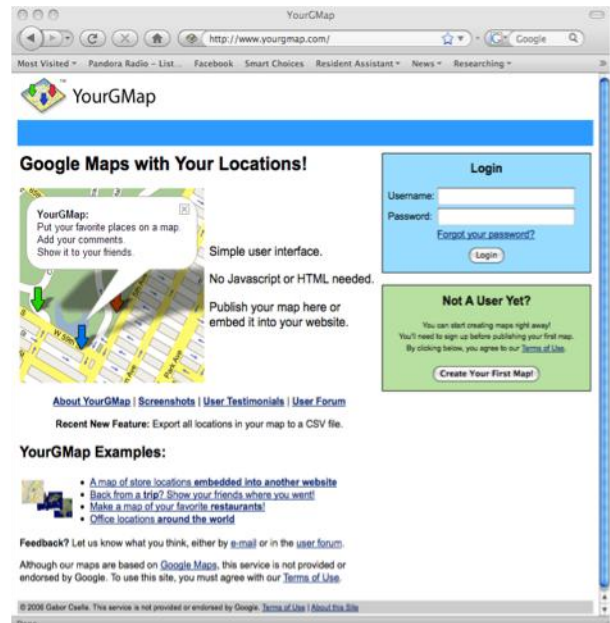 YourGMap
http://www.yourgmap.com/
Google
Most Visited Pandora Radio – List... Facebook Smart Choices Resident Assistant News Researching
YourGMap
Google Maps with Your Locations!
YourGMap:
Put your favorite places on a map.
Add your comments.
Show it to your friends.
W 59th
Park Ave
Simple user interface.
No Javascript or HTML needed.
Publish your map here or
embed it into your website.
About YourGMap | Screenshots | User Testimonials | User Forum
Recent New Feature: Export all locations in your map to a CSV file.
YourGMap Examples:
• A map of store locations embedded into another website
• Back from a trip? Show your friends where you went!
• Make a map of your favorite restaurants!
• Office locations around the world
Feedback? Let us know what you think, either by e-mail or in the user forum.
Although our maps are based on Google Maps, this service is not provided or
endorsed by Google. To use this site, you must agree with our Terms of Use.
Login
Username:
Password:
Forgot your password?
Login
Not A User Yet?
You can start creating maps right away!
You'll need to sign up before publishing your first map.
By clicking below, you agree to our Terms of Use.
Create Your First Map!
© 2006 Gabor Cselle. This service is not provided or endorsed by Google. Terms of Use | About this Site
Done